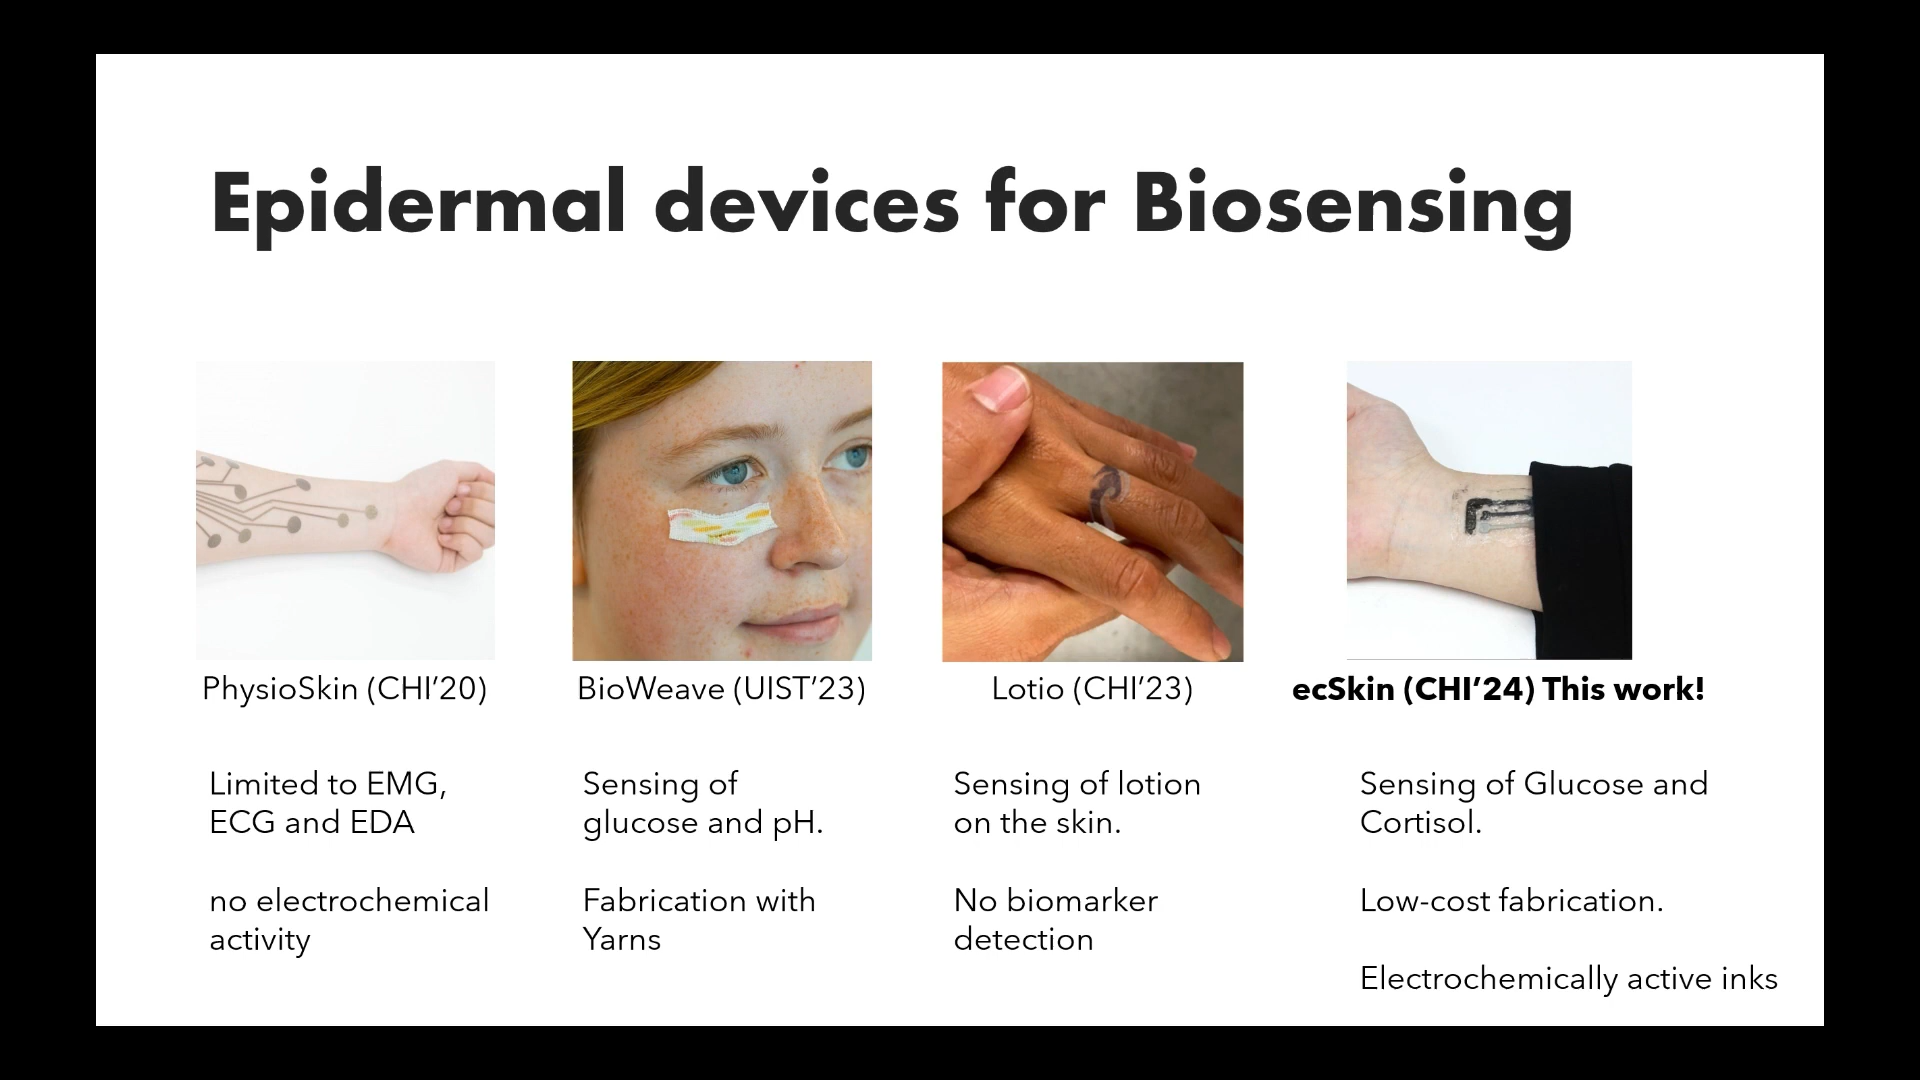 Epidermal devices for Biosensing
PhysioSkin (CHI’20)
Limited to EMG,
ECG and EDA
no electrochemical
activity
BioWeave (UIST’23)
Sensing of
glucose and pH.
Fabrication with
Yarns
Lotio (CHI’23)
Sensing of lotion
on the skin.
No biomarker
detection
ecSkin (CHI’24) This work!
Sensing of Glucose and
Cortisol.
Low-cost fabrication.
Electrochemically active inks